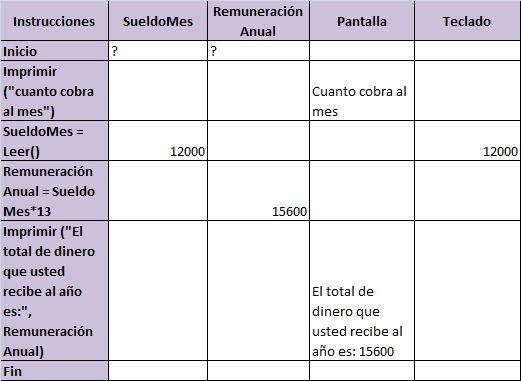 Instrucciones SueldoMes Remuneración Anual Pantalla Teclado
Inicio ? ?
Imprimir
("cuanto cobra
al mes") Cuanto cobra al mes
SueldoMes =
Leer() 12000 12000
Remuneración
Anual = Sueldo
Mes*13 15600
Imprimir ("El
total de dinero
que usted
recibe al año
es:",
Remuneración
Anual) El total de dinero que usted recibe al año es: 15600
Fin